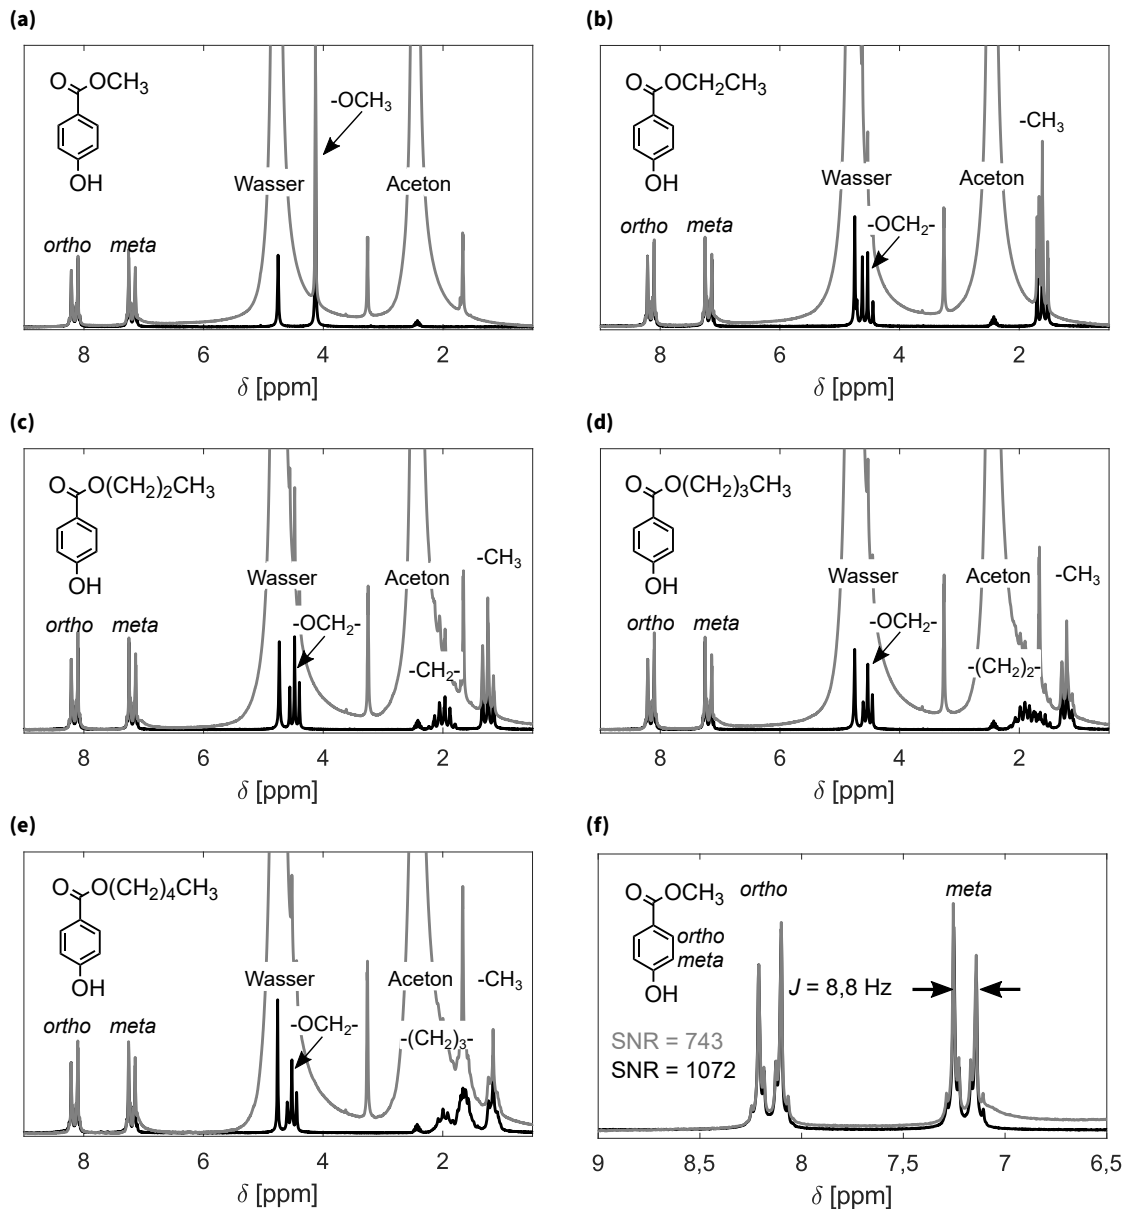 (a)
OCH₃
O
OH
-OCH₃
Wasser
Aceton
ortho
meta
8
6
4
2
δ [ppm]
(b)
OCH₂CH₃
O
OH
-CH₃
Wasser
Aceton
-OCH₂-
ortho
meta
8
6
4
2
δ [ppm]
(c)
O(CH₂)₂CH₃
O
OH
-CH₃
Wasser
Aceton
-OCH₂-
ortho
meta
-CH₂-
8
6
4
2
δ [ppm]
(d)
O(CH₂)₃CH₃
O
OH
-CH₃
Wasser
Aceton
-OCH₂-
ortho
meta
-(CH₂)₂-
8
6
4
2
δ [ppm]
(e)
O(CH₂)₄CH₃
O
OH
-CH₃
Wasser
Aceton
-OCH₂-
ortho
meta
-(CH₂)₃-
8
6
4
2
δ [ppm]
(f)
OCH₃
O
ortho
meta
OH
ortho
meta
J = 8,8 Hz
SNR = 743
SNR = 1072
9
8,5
8
7,5
7
6,5
δ [ppm]